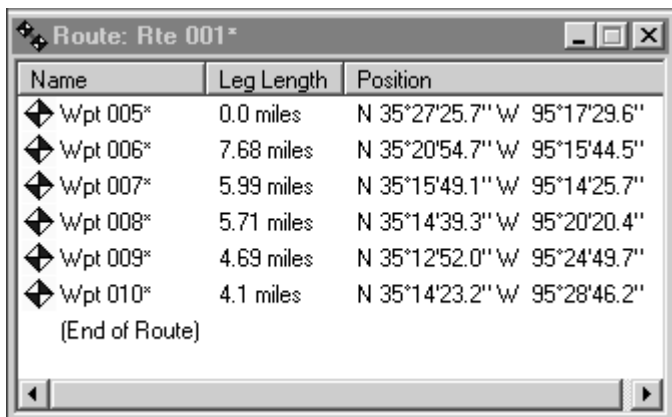 Route: Rte 001*
Name Leg Length Position
Wpt 005* 0.0 miles N 35°27'25.7" W 95°17'29.6"
Wpt 006* 7.68 miles N 35°20'54.7" W 95°15'44.5"
Wpt 007* 5.99 miles N 35°15'49.1" W 95°14'25.7"
Wpt 008* 5.71 miles N 35°14'39.3" W 95°20'20.4"
Wpt 009* 4.69 miles N 35°12'52.0" W 95°24'49.7"
Wpt 010* 4.1 miles N 35°14'23.2" W 95°28'46.2"
(End of Route)